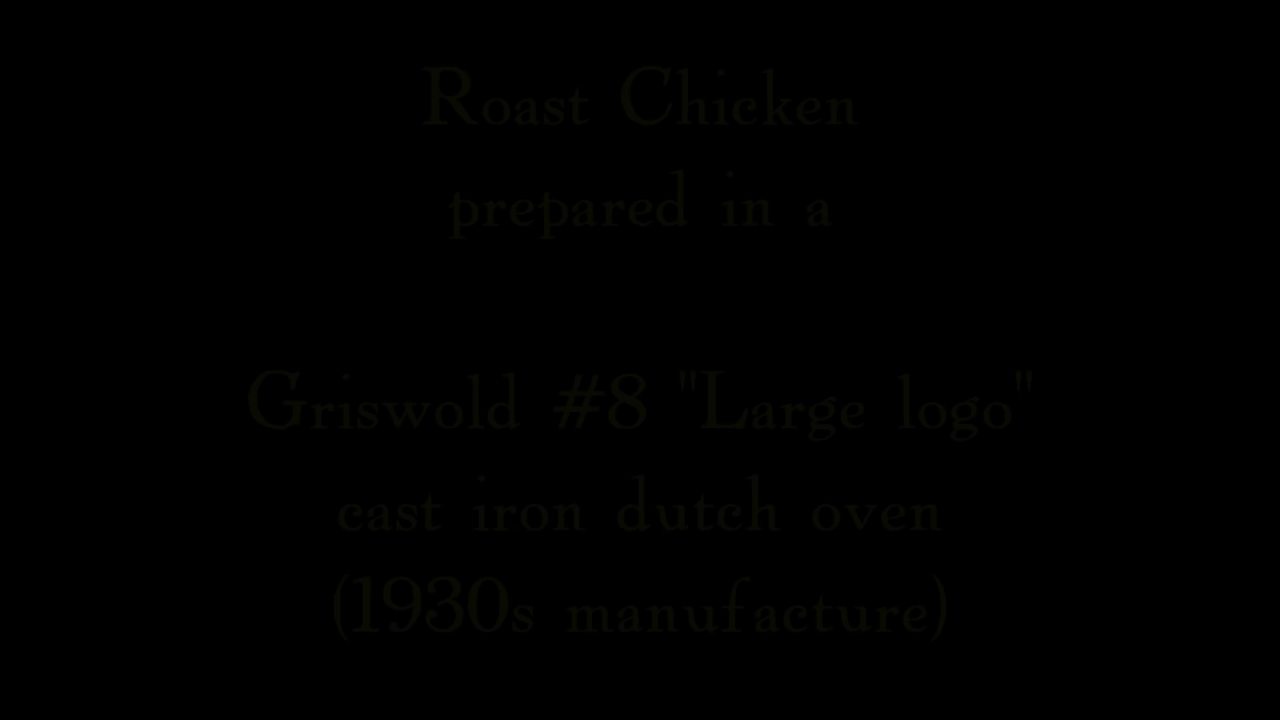 Roast Chicken
prepared in a
Griswold #8 "Large logo"
cast iron dutch oven
(1930s manufacture)